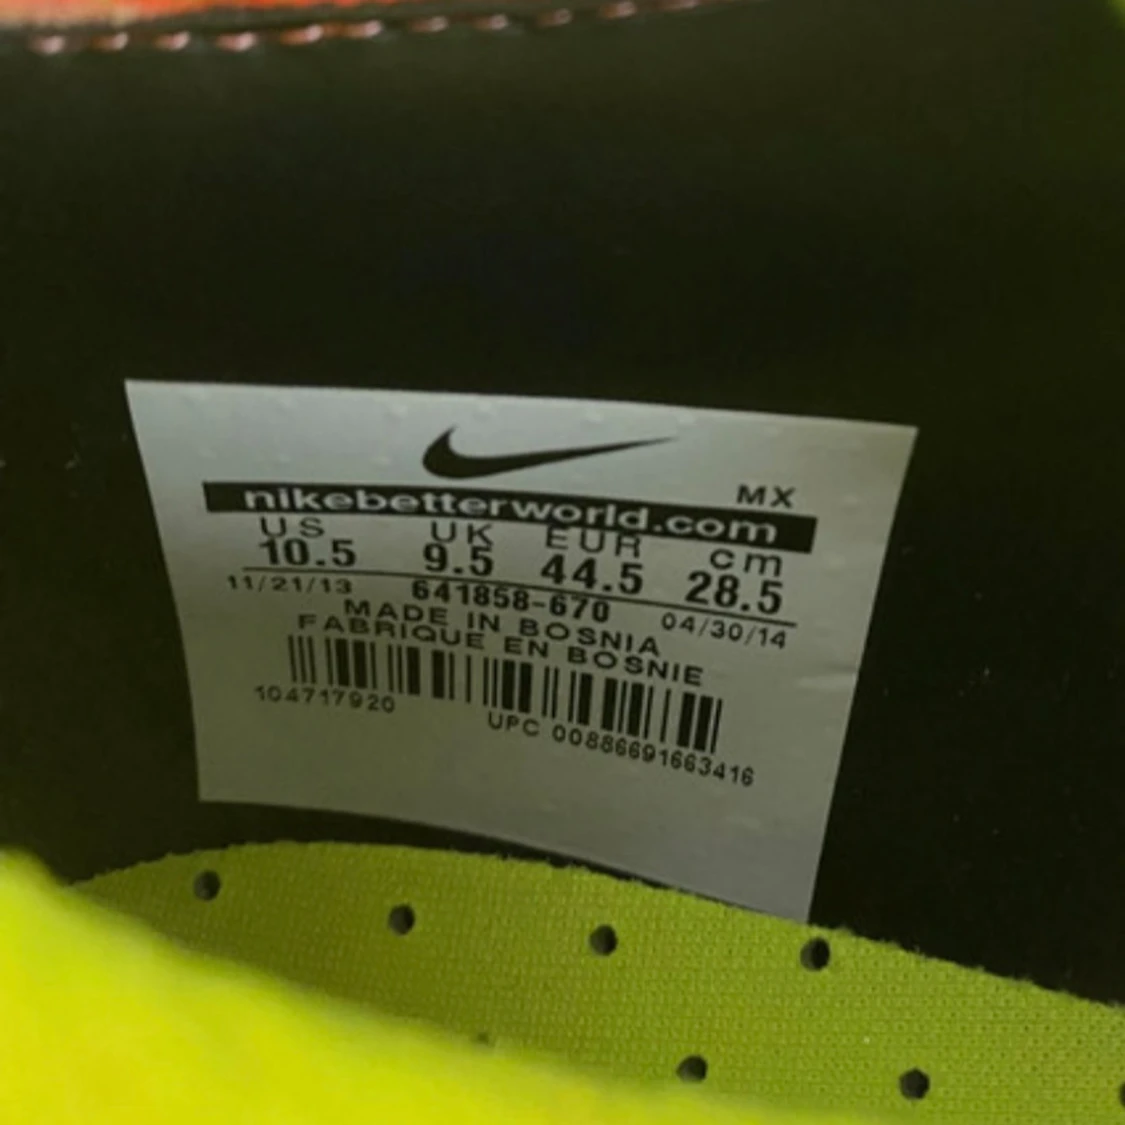 MX
nikebetterworld.com
US UK EUR cm
10.5 9.5 44.5 28.5
11/21/13 641858-670 04/30/14
MADE IN BOSNIA
FABRIQUE EN BOSNIE
104717920
UPC 00886691663416